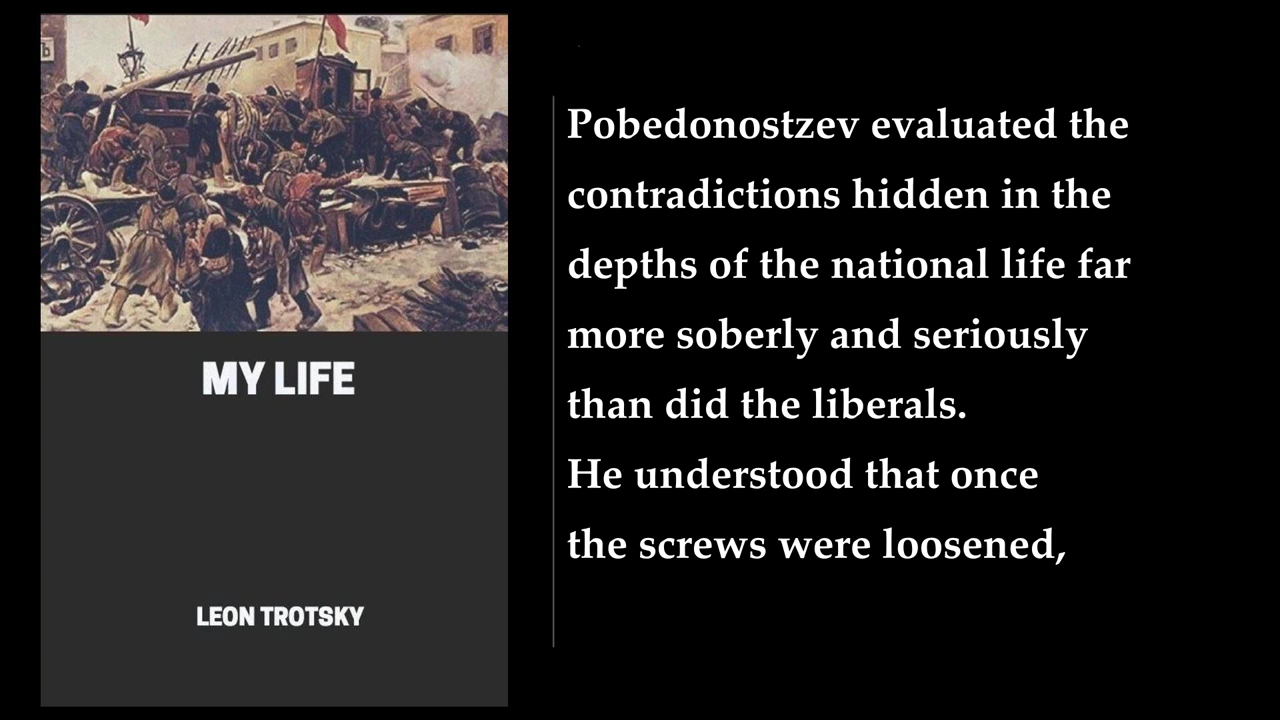 MY LIFE
LEON TROTSKY
Pobedonostzev evaluated the
contradictions hidden in the
depths of the national life far
more soberly and seriously
than did the liberals.
He understood that once
the screws were loosened,